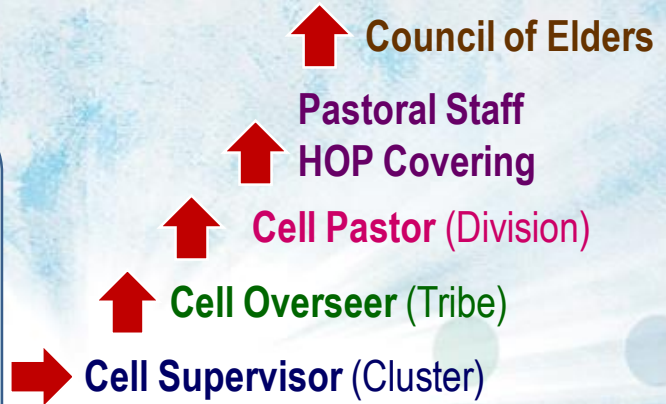 Council of Elders
Pastoral Staff
HOP Covering
Cell Pastor (Division)
Cell Overseer (Tribe)
Cell Supervisor (Cluster)